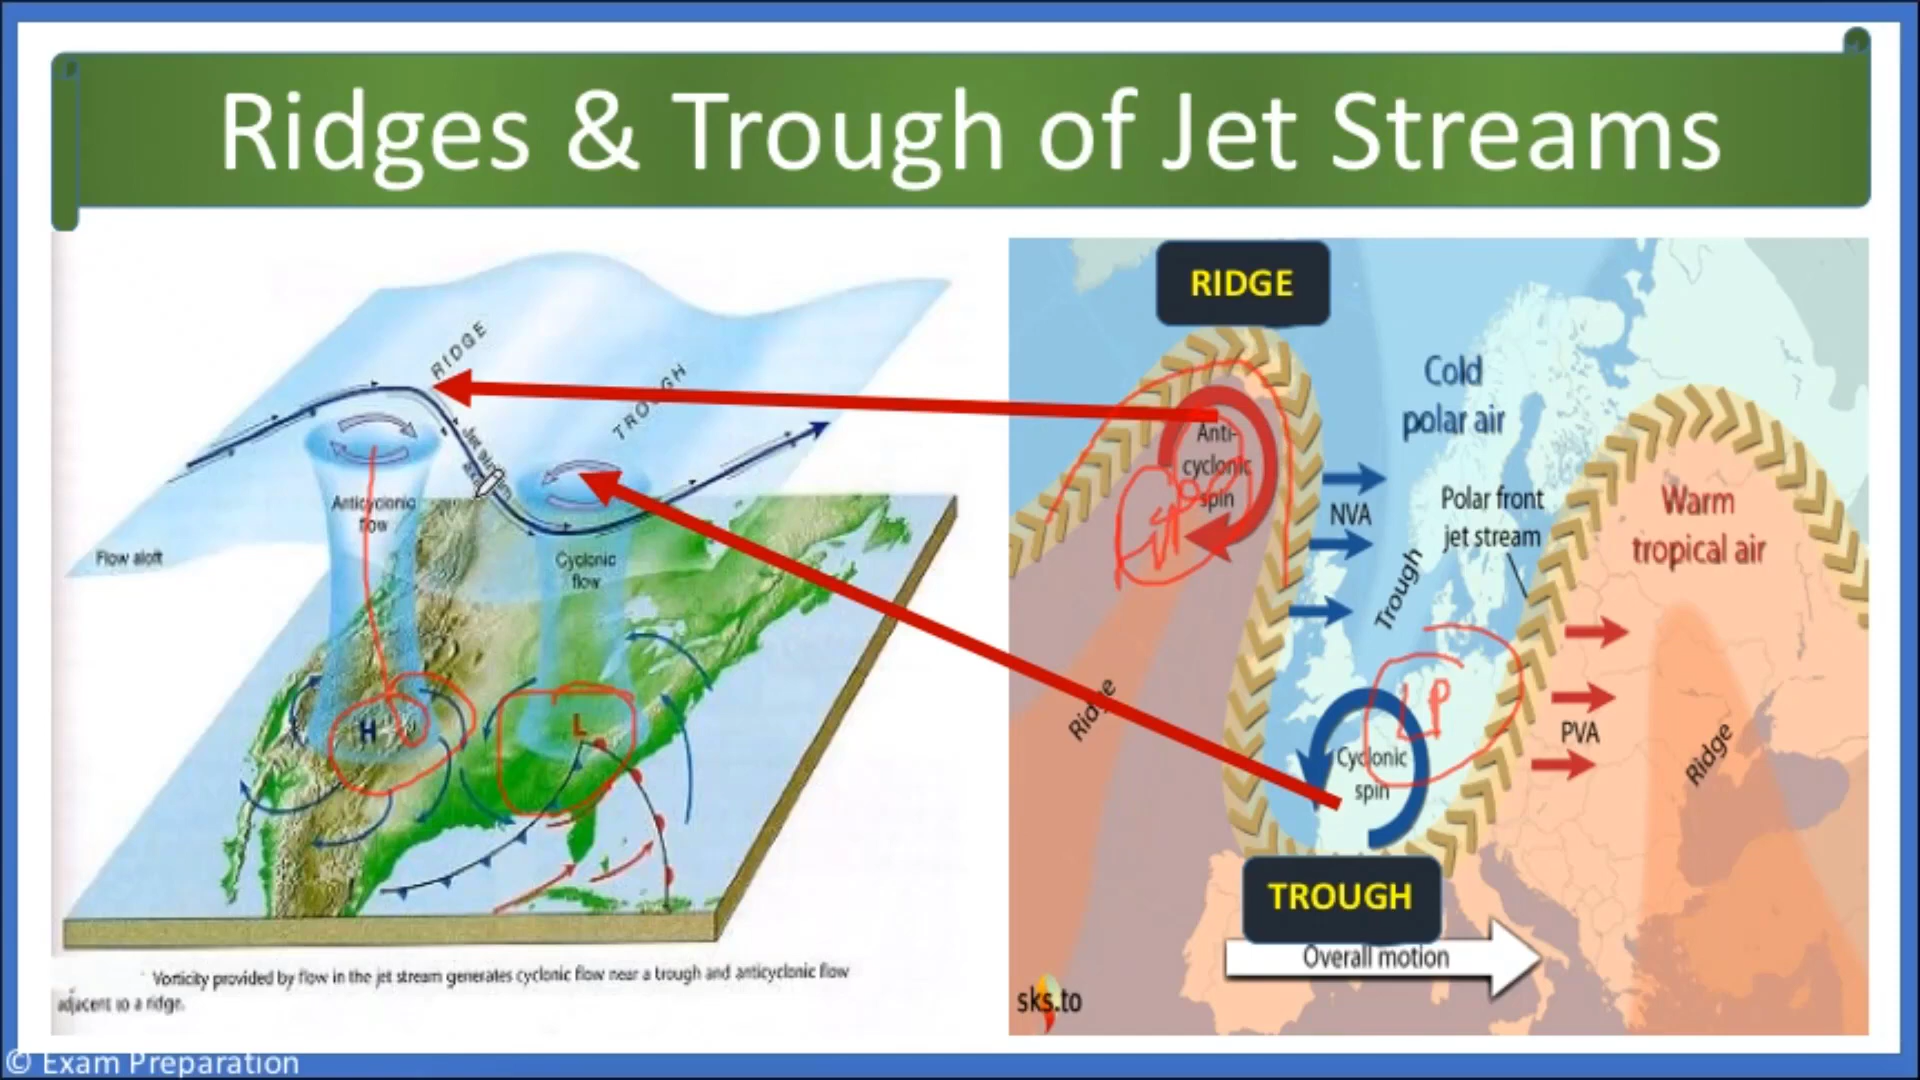 Ridges & Trough of Jet Streams
RIDGE
TROUGH
Jet stream
Anticyclonic
flow
Flow aloft
Cyclonic
flow
H
L
Vorticity provided by flow in the jet stream generates cyclonic flow near a trough and anticyclonic flow
adjacent to a ridge.
RIDGE
Cold
polar air
Anti-
cyclonic
spin
NVA
Polar front
jet stream
Warm
tropical air
Trough
Ridge
LP
Cyclonic
spin
PVA
Ridge
TROUGH
Overall motion
sks.to
© Exam Preparation